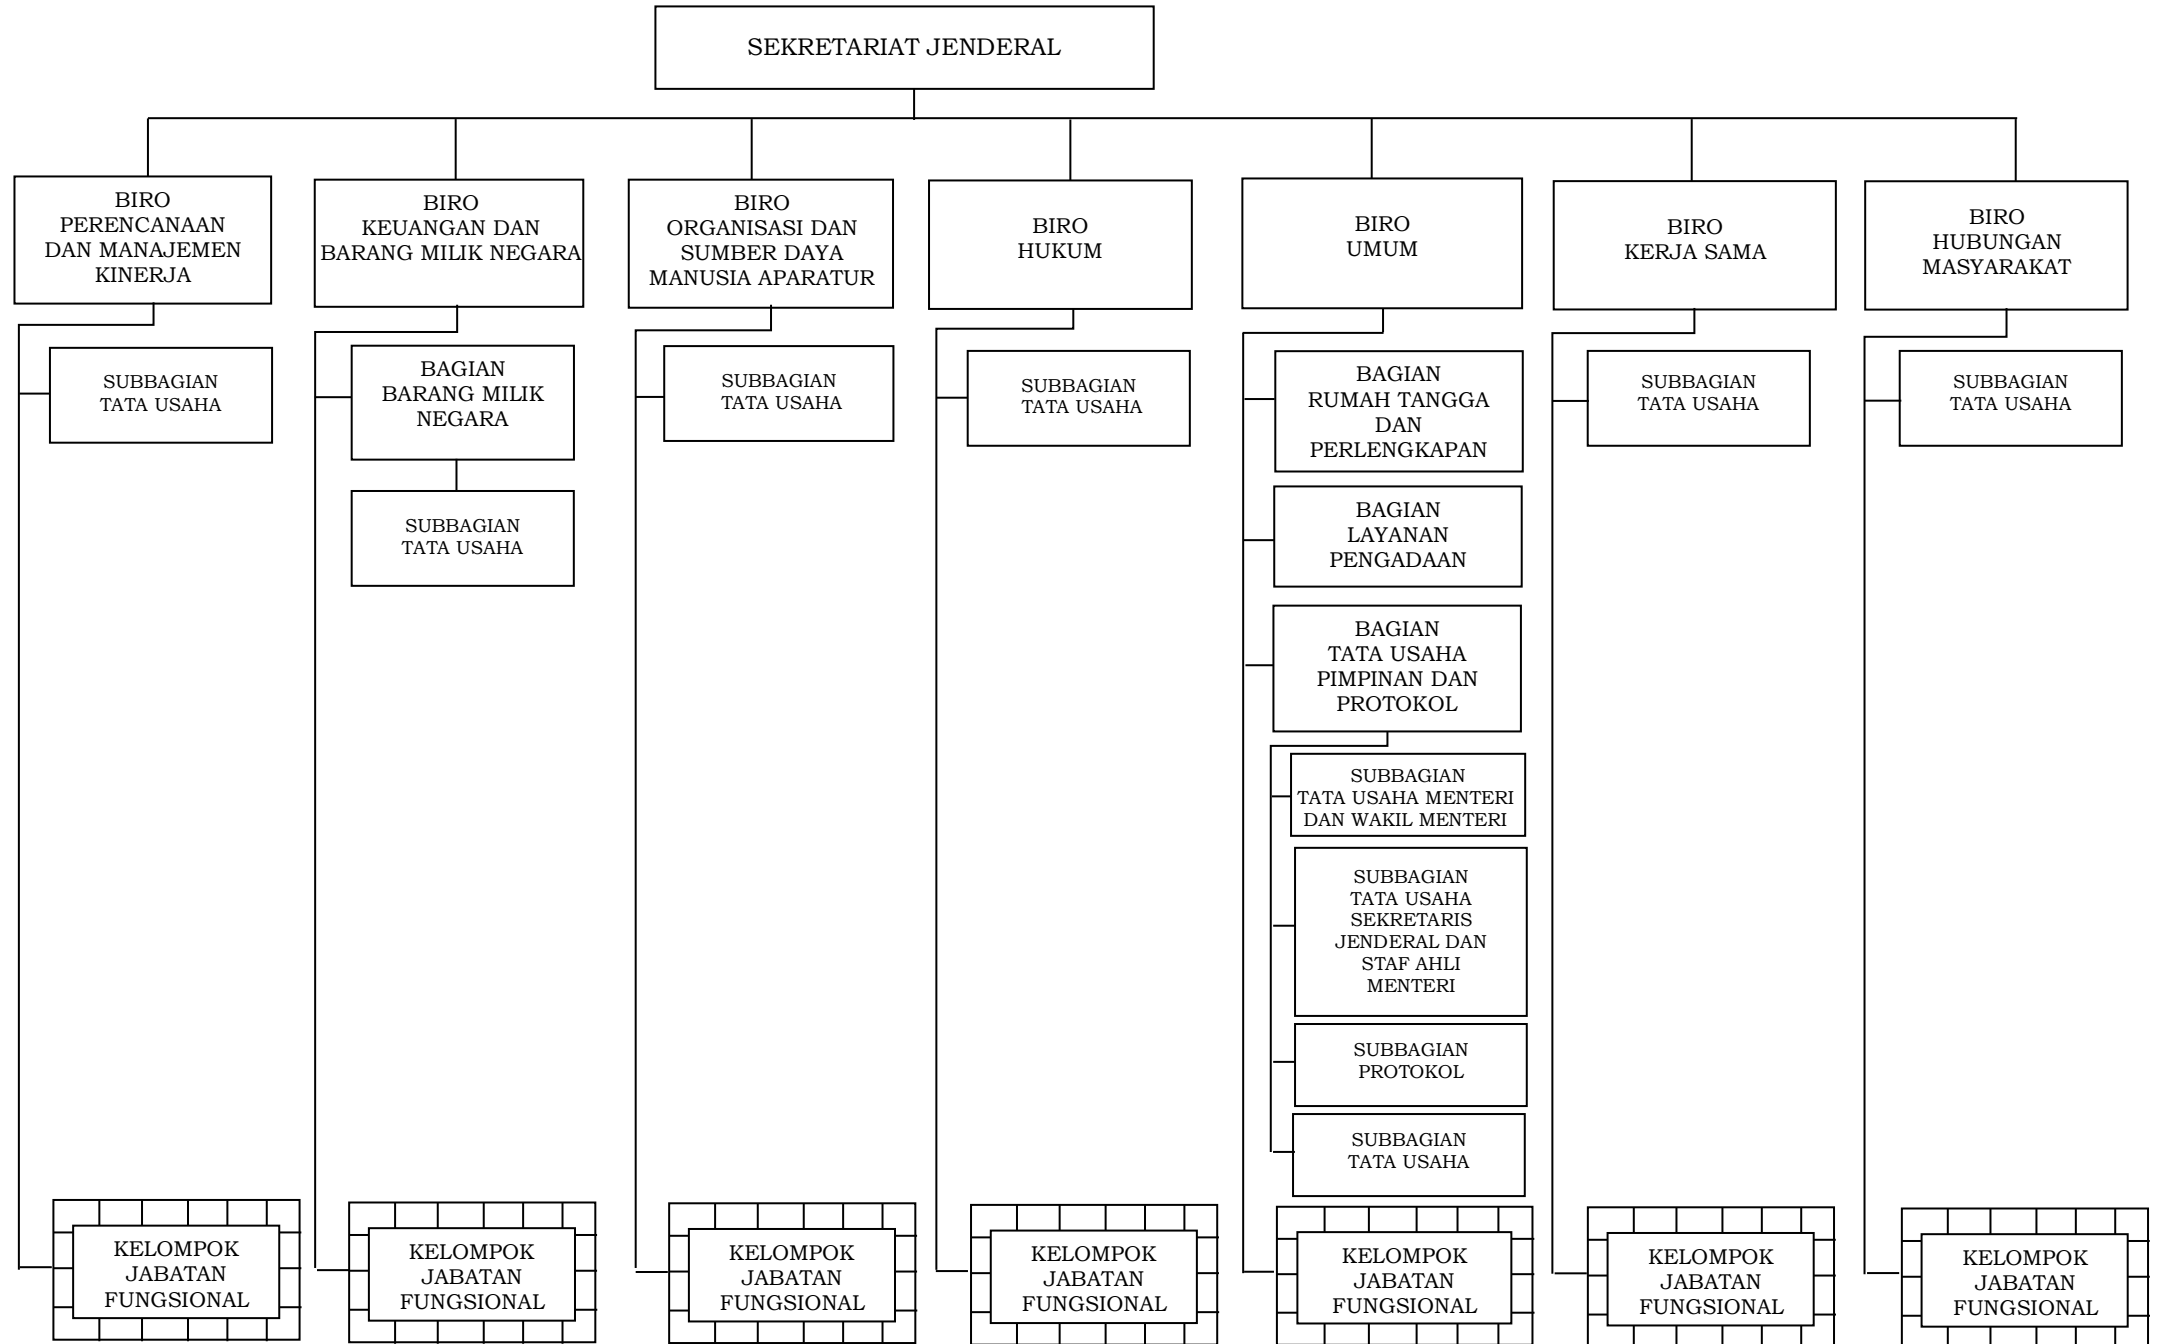 SEKRETARIAT JENDERAL
BIRO
PERENCANAAN
DAN MANAJEMEN
KINERJA
BIRO
KEUANGAN DAN
BARANG MILIK NEGARA
BIRO
ORGANISASI DAN
SUMBER DAYA
MANUSIA APARATUR
BIRO
HUKUM
BIRO
UMUM
BIRO
KERJA SAMA
BIRO
HUBUNGAN
MASYARAKAT
SUBBAGIAN
TATA USAHA
BAGIAN
BARANG MILIK
NEGARA
SUBBAGIAN
TATA USAHA
SUBBAGIAN
TATA USAHA
SUBBAGIAN
TATA USAHA
BAGIAN
RUMAH TANGGA
DAN
PERLENGKAPAN
BAGIAN
LAYANAN
PENGADAAN
BAGIAN
TATA USAHA
PIMPINAN DAN
PROTOKOL
SUBBAGIAN
TATA USAHA MENTERI
DAN WAKIL MENTERI
SUBBAGIAN
TATA USAHA
SEKRETARIS
JENDERAL DAN
STAF AHLI
MENTERI
SUBBAGIAN
PROTOKOL
SUBBAGIAN
TATA USAHA
SUBBAGIAN
TATA USAHA
SUBBAGIAN
TATA USAHA
KELOMPOK
JABATAN
FUNGSIONAL
KELOMPOK
JABATAN
FUNGSIONAL
KELOMPOK
JABATAN
FUNGSIONAL
KELOMPOK
JABATAN
FUNGSIONAL
KELOMPOK
JABATAN
FUNGSIONAL
KELOMPOK
JABATAN
FUNGSIONAL
KELOMPOK
JABATAN
FUNGSIONAL